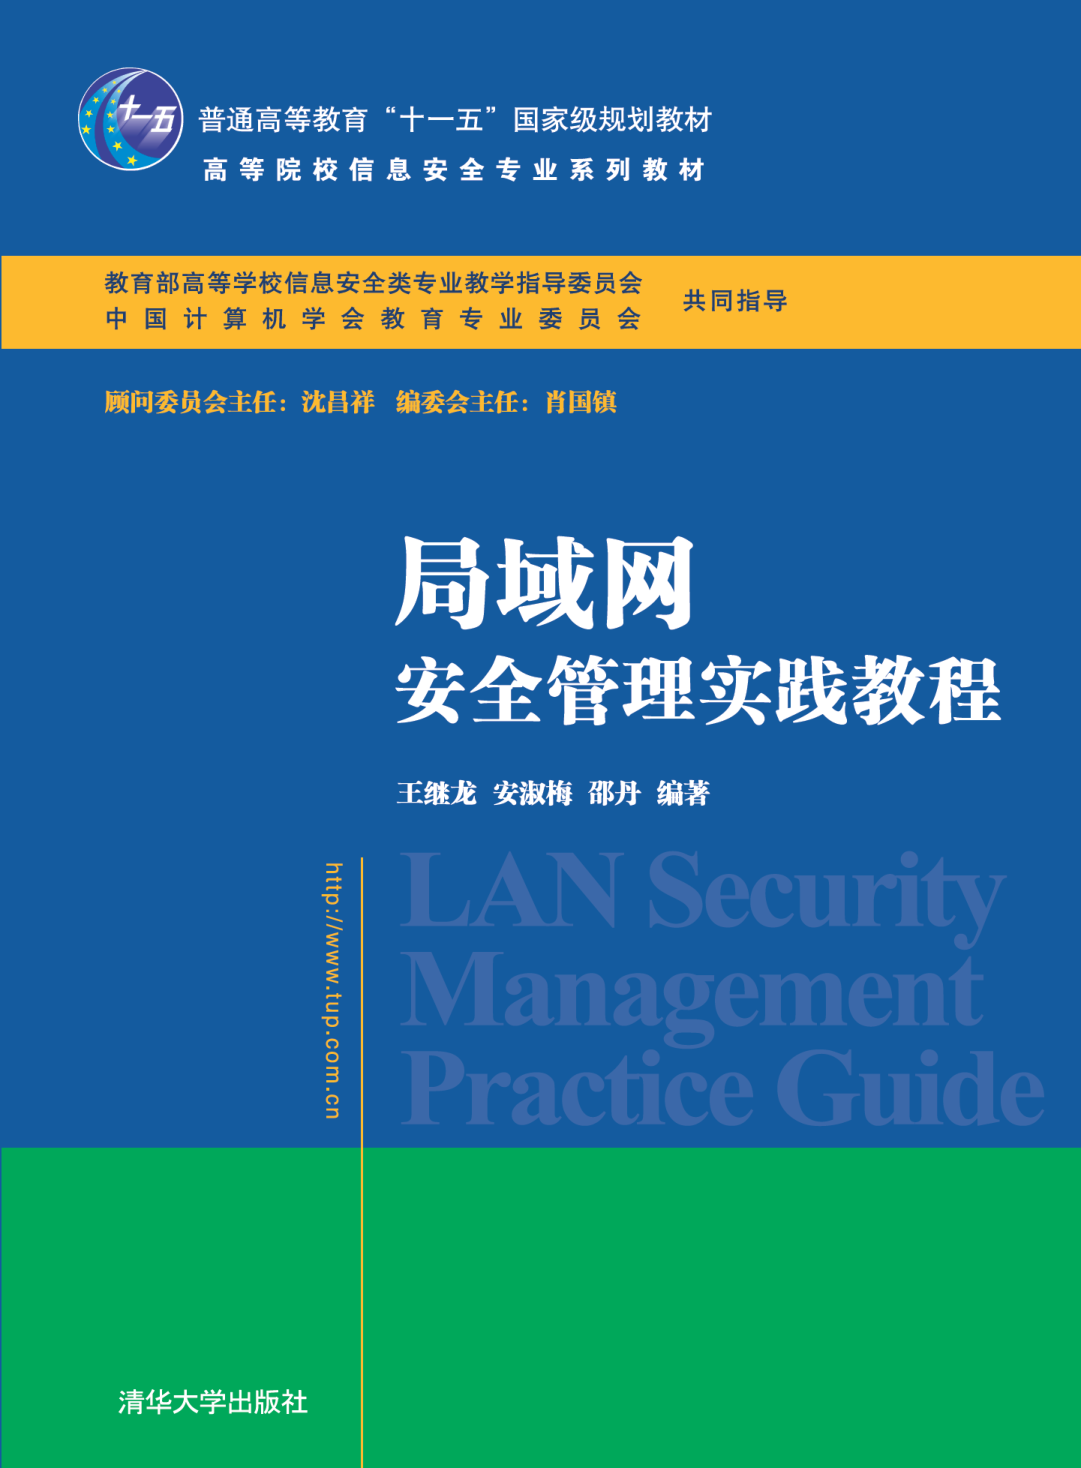 十一五
普通高等教育“十一五”国家级规划教材
高等院校信息安全专业系列教材
教育部高等学校信息安全类专业教学指导委员会
中国计算机学会教育专业委员会
共同指导
顾问委员会主任：沈昌祥 编委会主任：肖国镇
局域网
安全管理实践教程
王继龙 安淑梅 邵丹 编著
http://www.tup.com.cn
LAN Security
Management
Practice Guide
清华大学出版社